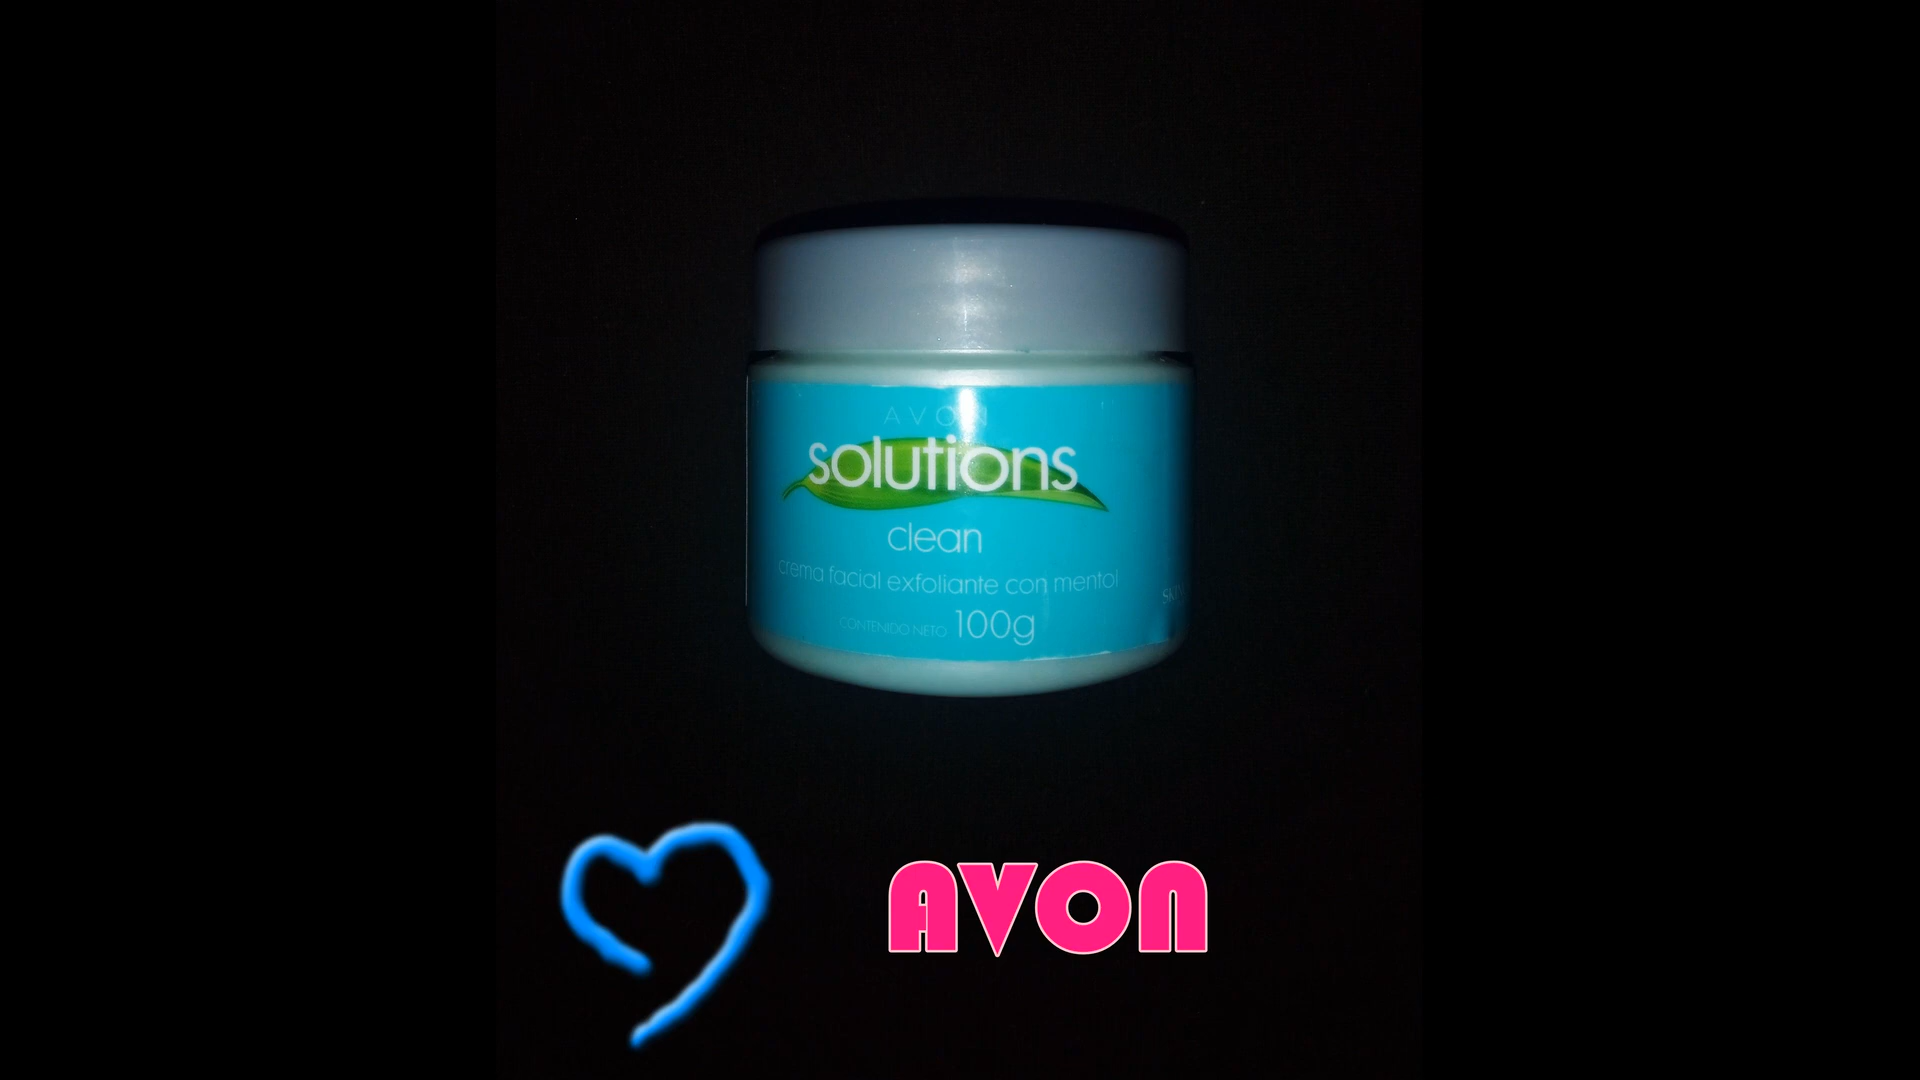 AVON
solutions
clean
crema facial exfoliante con mentol
CONTENIDO NETO 100g
AVON